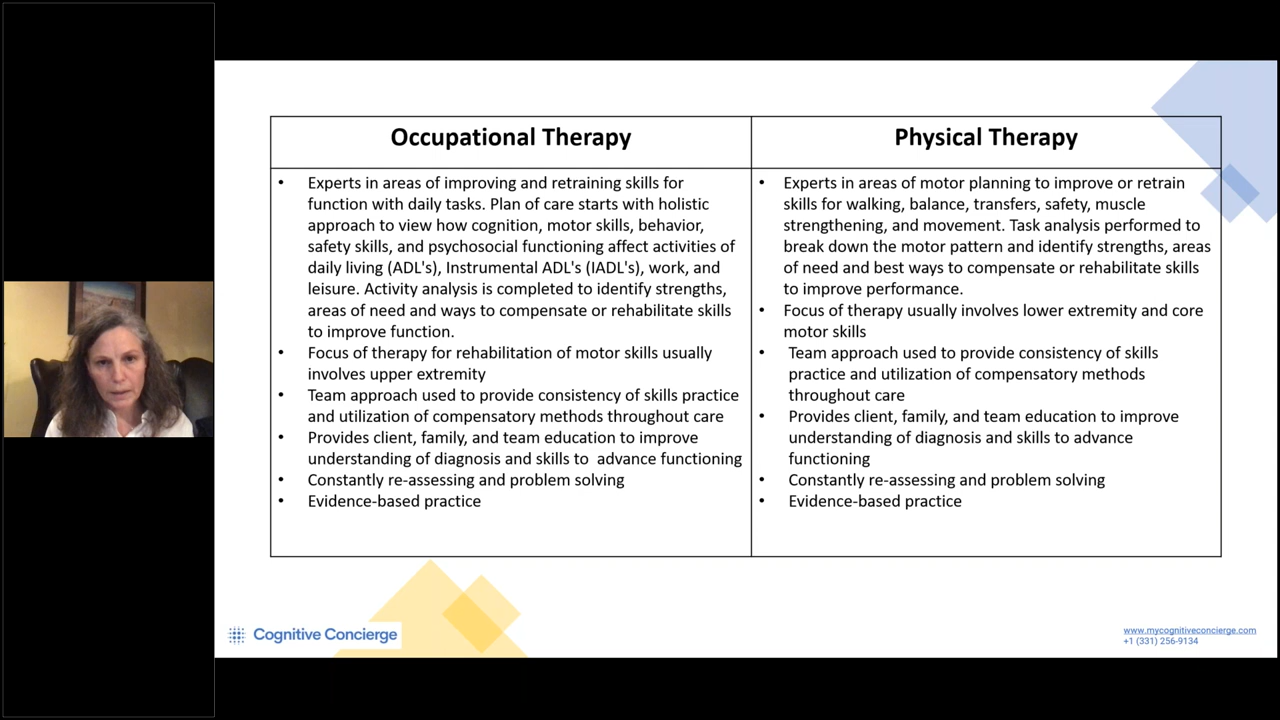 Occupational Therapy
• Experts in areas of improving and retraining skills for
function with daily tasks. Plan of care starts with holistic
approach to view how cognition, motor skills, behavior,
safety skills, and psychosocial functioning affect activities of
daily living (ADL's), Instrumental ADL's (IADL's), work, and
leisure. Activity analysis is completed to identify strengths,
areas of need and ways to compensate or rehabilitate skills
to improve function.
• Focus of therapy for rehabilitation of motor skills usually
involves upper extremity
• Team approach used to provide consistency of skills practice
and utilization of compensatory methods throughout care
• Provides client, family, and team education to improve
understanding of diagnosis and skills to  advance functioning
• Constantly re-assessing and problem solving
• Evidence-based practice
Physical Therapy
• Experts in areas of motor planning to improve or retrain
skills for walking, balance, transfers, safety, muscle
strengthening, and movement. Task analysis performed to
break down the motor pattern and identify strengths, areas
of need and best ways to compensate or rehabilitate skills
to improve performance.
• Focus of therapy usually involves lower extremity and core
motor skills
• Team approach used to provide consistency of skills
practice and utilization of compensatory methods
throughout care
• Provides client, family, and team education to improve
understanding of diagnosis and skills to advance
functioning
• Constantly re-assessing and problem solving
• Evidence-based practice
Cognitive Concierge
www.mycognitiveconcierge.com
+1 (331) 256-9134